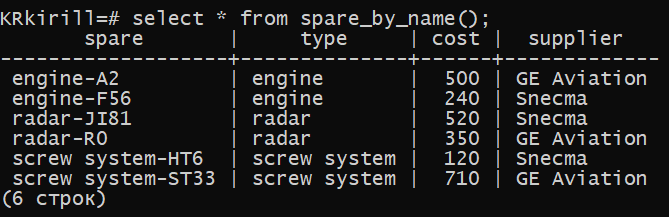 KRkirill=# select * from spare_by_name();
spare | type | cost | supplier
-------------------+--------------+------+-------------
engine-A2 | engine | 500 | GE Aviation
engine-F56 | engine | 240 | Snecma
radar-JI81 | radar | 520 | Snecma
radar-R0 | radar | 350 | GE Aviation
screw system-HT6 | screw system | 120 | Snecma
screw system-ST33 | screw system | 710 | GE Aviation
(6 строк)